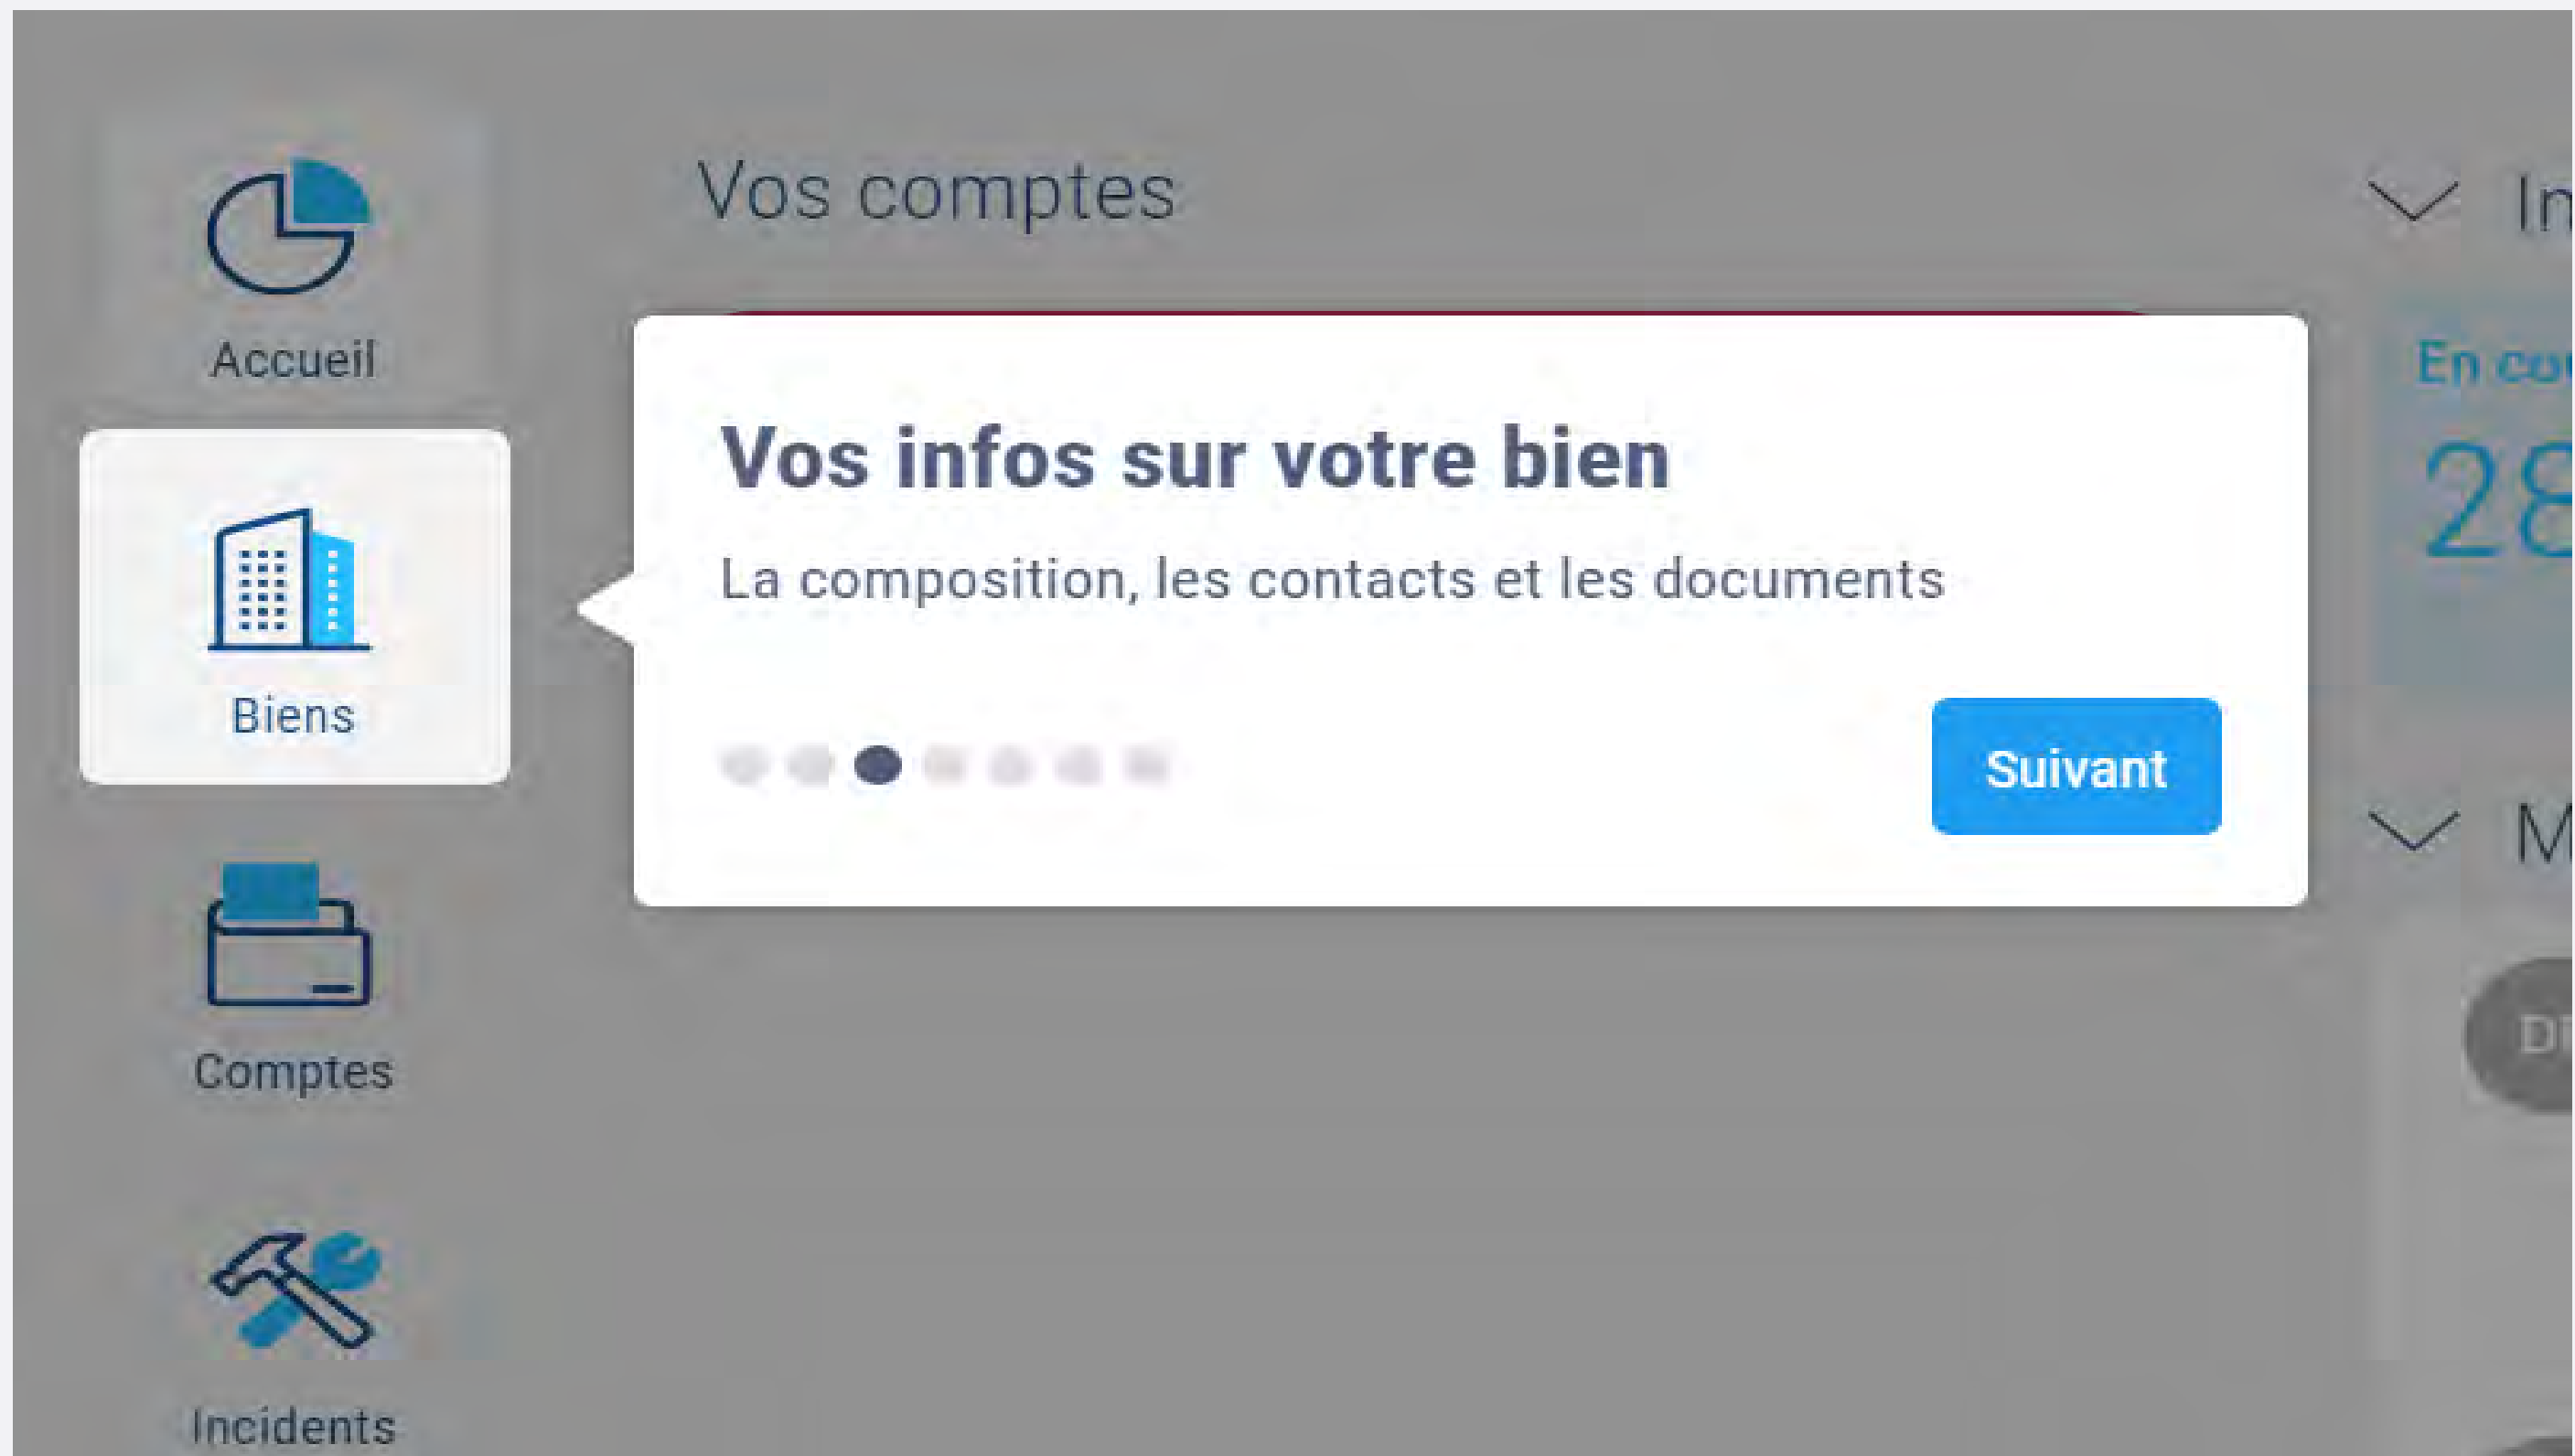 Vos comptes
Accueil
Vos infos sur votre bien
La composition, les contacts et les documents
Biens
Suivant
28
Comptes
Incidents